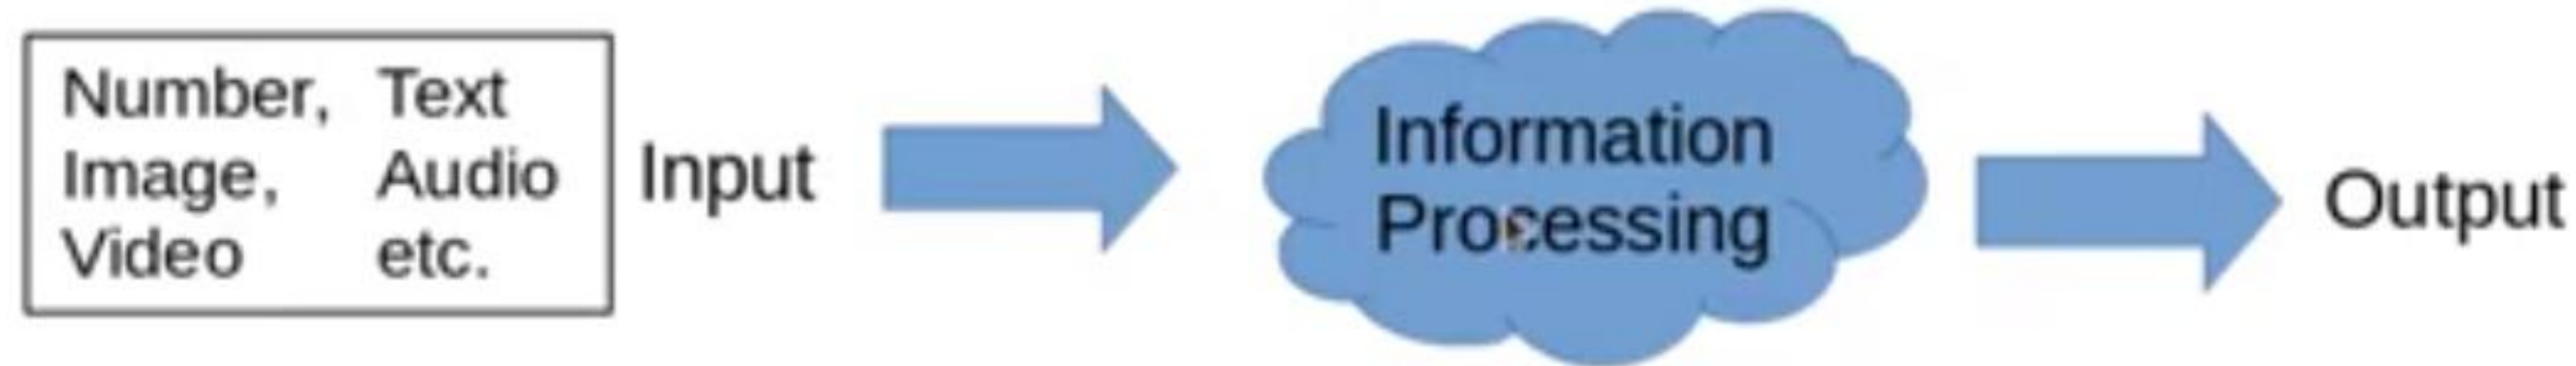 Number, Text
Image, Audio
Video etc.
Input
Information
Processing
Output